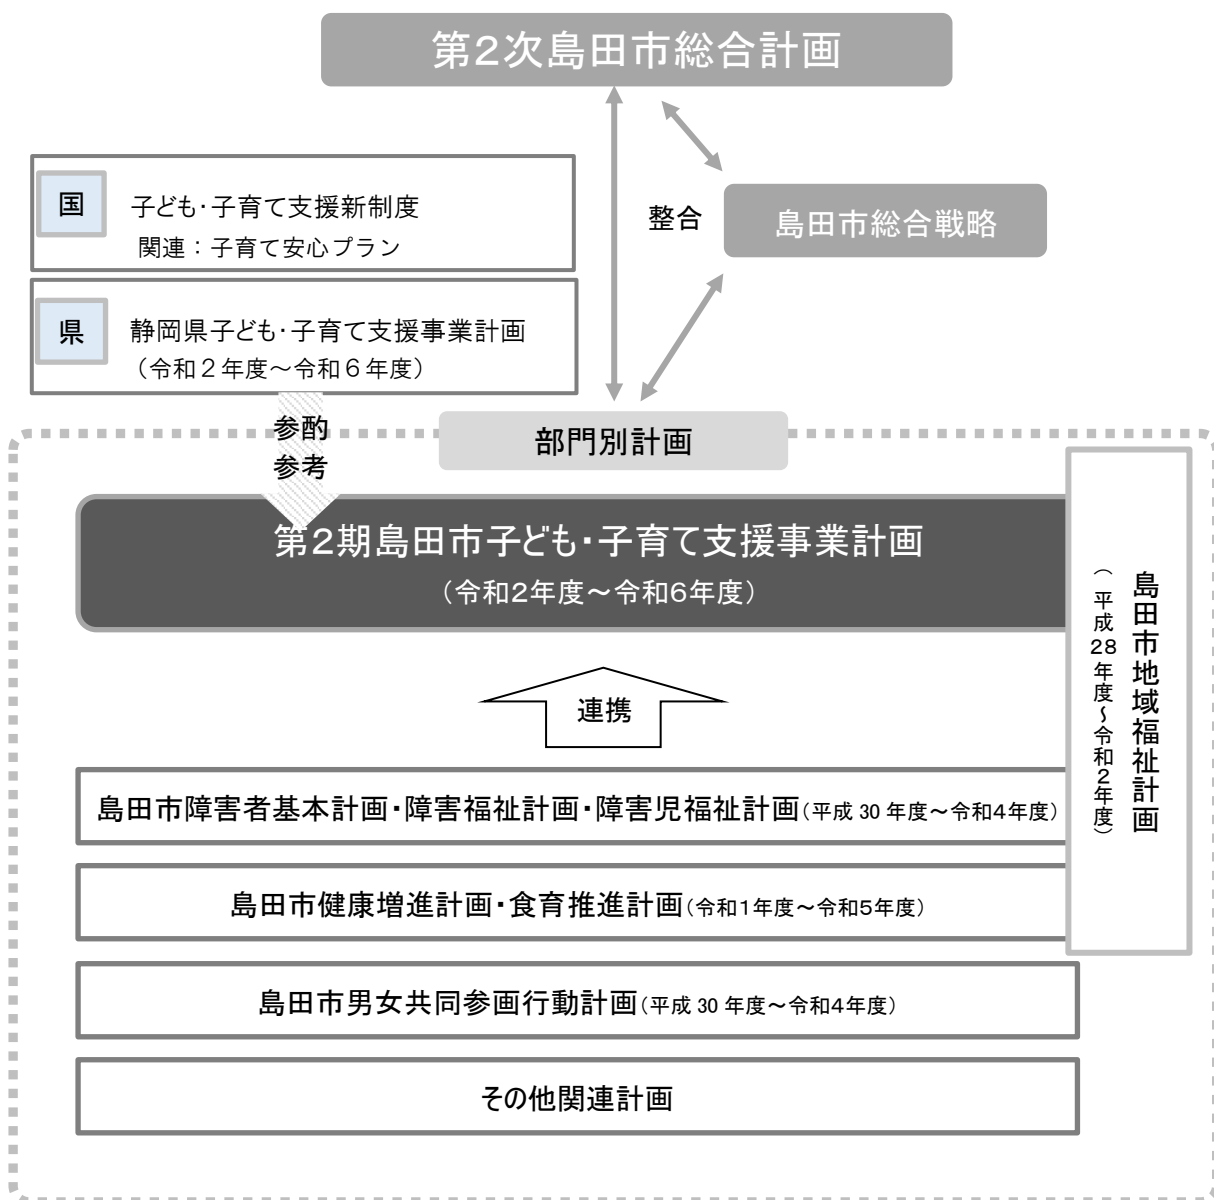 第2次島田市総合計画
国
子ども・子育て支援新制度
関連：子育て安心プラン
整合
島田市総合戦略
県
静岡県子ども・子育て支援事業計画
（令和２年度～令和６年度）
参酌
参考
部門別計画
第2期島田市子ども・子育て支援事業計画
（令和2年度～令和6年度）
島田市地域福祉計画
（平成28年度～令和2年度）
連携
島田市障害者基本計画・障害福祉計画・障害児福祉計画（平成 30 年度～令和4年度）
島田市健康増進計画・食育推進計画（令和1年度～令和5年度）
島田市男女共同参画行動計画（平成 30 年度～令和4年度）
その他関連計画